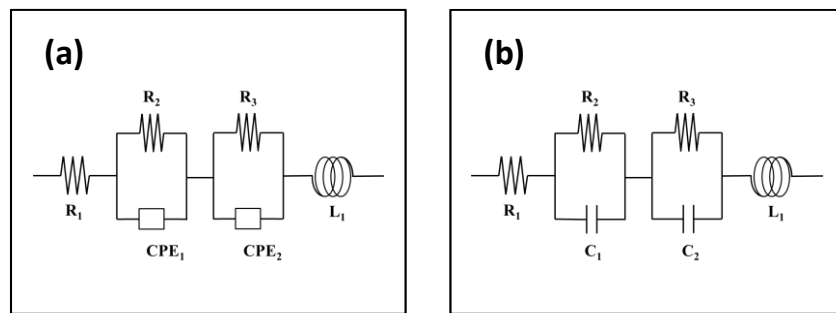 (a)
R₂ R₃
R₁ L₁
CPE₁ CPE₂
(b)
R₂ R₃
R₁ L₁
C₁ C₂